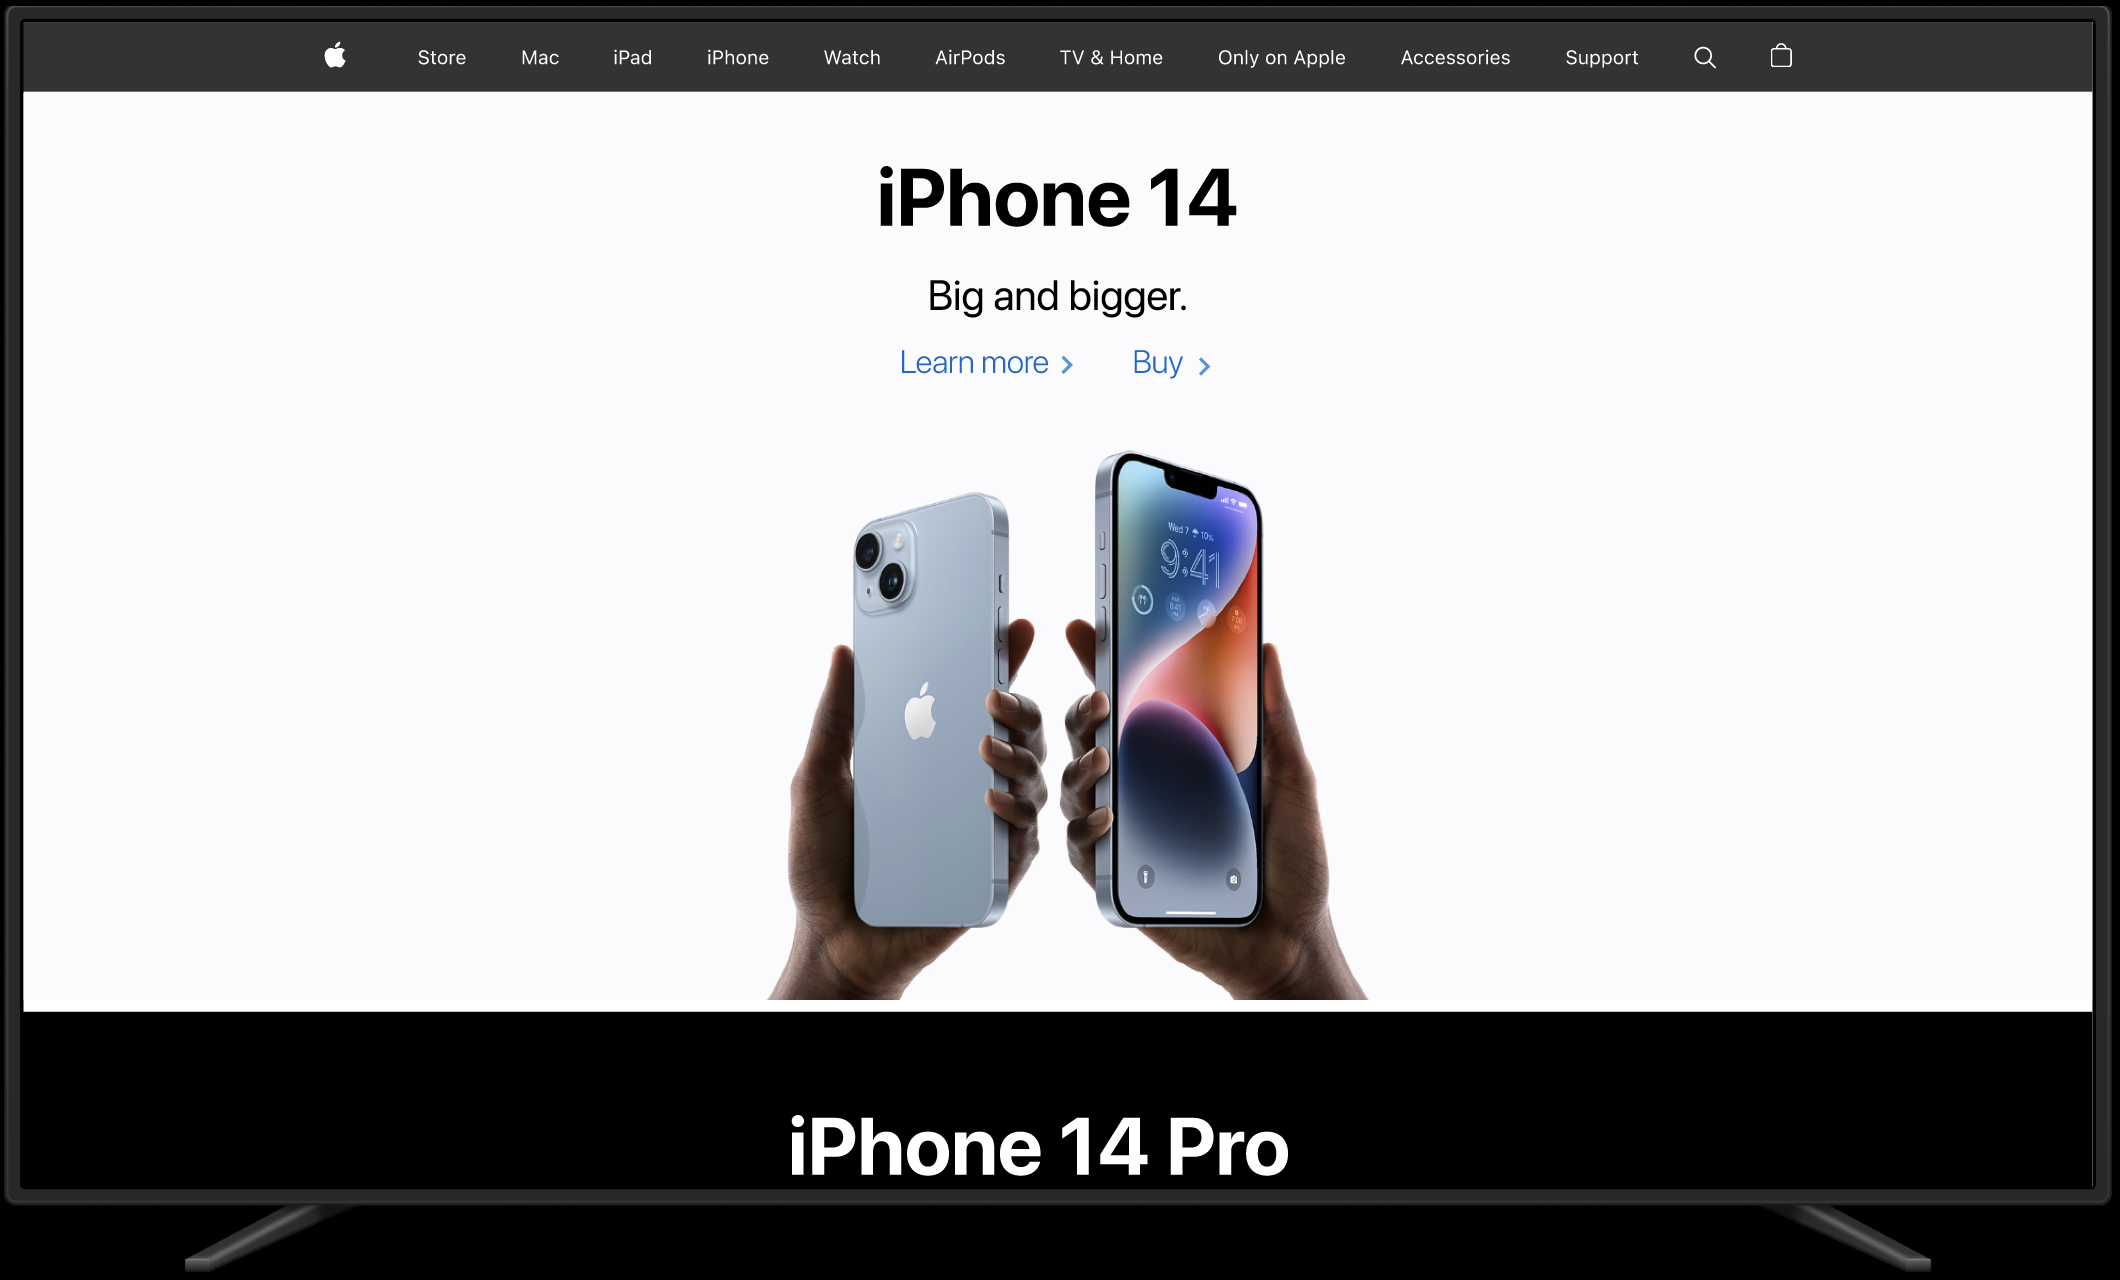 Store Mac iPad iPhone Watch AirPods TV & Home Only on Apple Accessories Support
iPhone 14
Big and bigger.
Learn more > Buy >
Wed 7 10%
9:41
iPhone 14 Pro